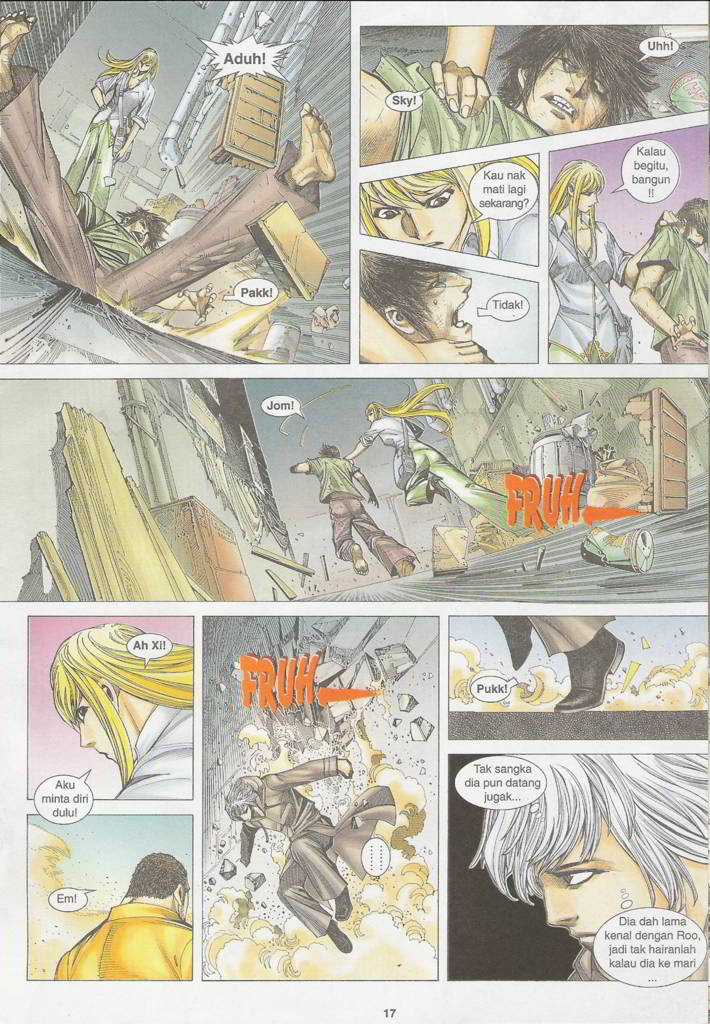 Aduh!
Pakk!
Uhh!
Sky!
Kau nak
mati lagi
sekarang?
Tidak!
Kalau
begitu,
bangun
!!
Jom!
FRUH
Ah Xi!
Aku
minta diri
dulu!
Em!
FRUH
......
Pukk!
Tak sangka
dia pun datang
jugak...
Dia dah lama
kenal dengan Roo,
jadi tak hairanlah
kalau dia ke mari
...
17